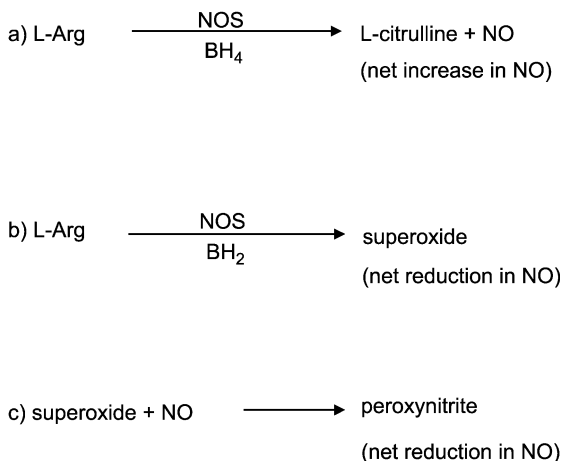 a) L-Arg NOS L-citrulline + NO
BH₄
(net increase in NO)
b) L-Arg NOS superoxide
BH₂
(net reduction in NO)
c) superoxide + NO peroxynitrite
(net reduction in NO)